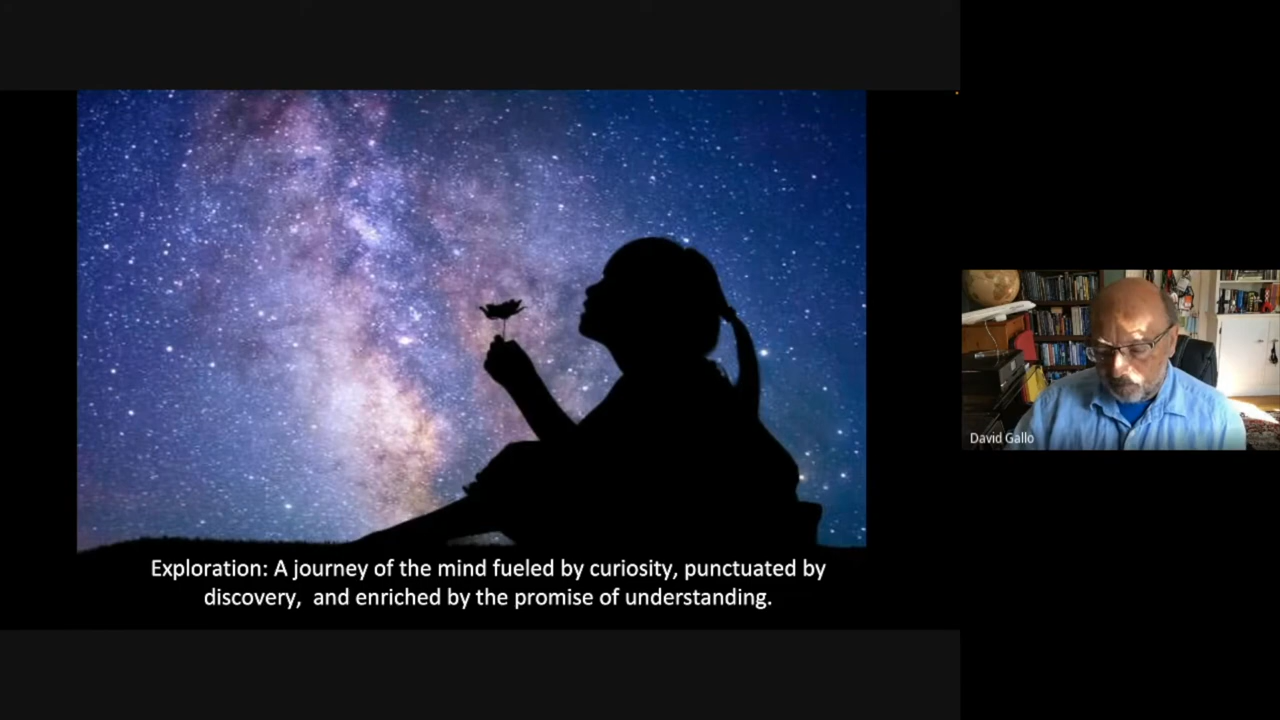 Exploration: A journey of the mind fueled by curiosity, punctuated by
discovery,  and enriched by the promise of understanding.
David Gallo